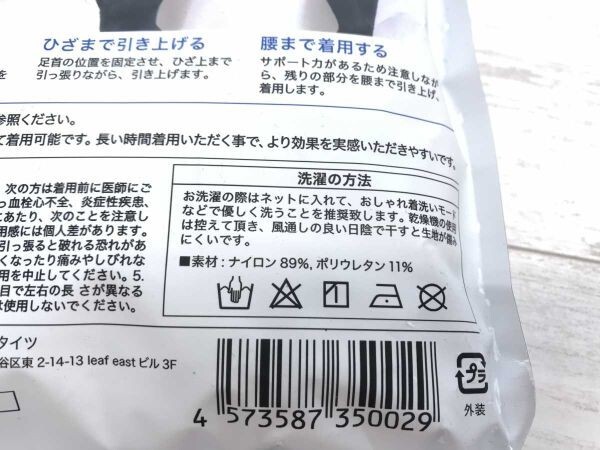 ひざまで引き上げる
足首の位置を固定させ、ひざ上まで
引っ張りながら、引き上げます。
腰まで着用する
サポート力があるため注意しなが
ら、残りの部分を腰まで引き上げ、
着用します。
を
参照ください。
て着用可能です。長い時間着用いただく事で、より効果を実感いただきやすいです。
次の方は着用前に医師にご
っ血栓心不全、炎症性疾患、
にあたり、次のことを注意し
用感には個人差があります。
引っ張ると破れる恐れがあ
くなったり痛みやしびれな
用を中止してください。5.
目で左右の長さが異なる
は使用しないでください。
洗濯の方法
お洗濯の際はネットに入れて、おしゃれ着洗いモード
などで優しく洗うことを推奨致します。乾燥機の使用
は控えて頂き、風通しの良い日陰で干すと生地が傷み
にくいです。
■素材:ナイロン 89%, ポリウレタン 11%
タイツ
谷区東 2-14-13 leaf east ビル 3F
4 573587 350029
プラ
外装